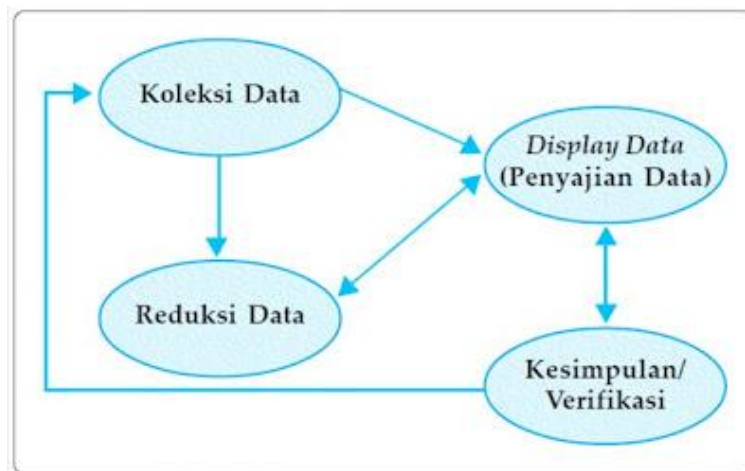 Koleksi Data
Display Data
(Penyajian Data)
Reduksi Data
Kesimpulan/
Verifikasi